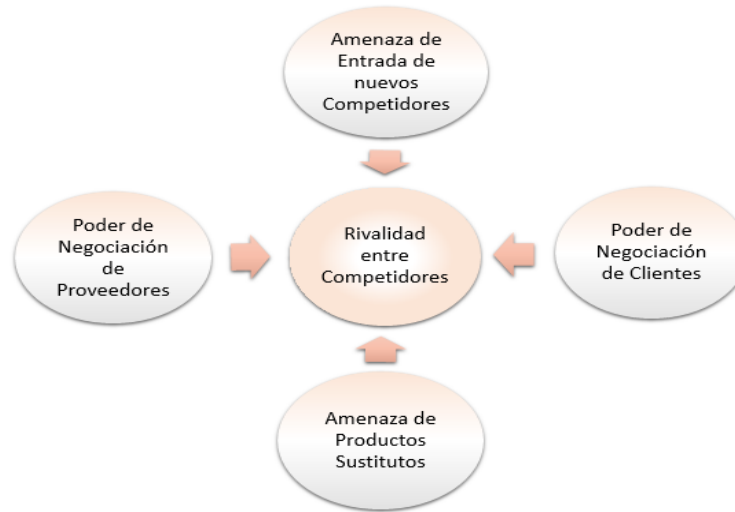 Amenaza de
Entrada de
nuevos
Competidores
Poder de
Negociación
de
Proveedores
Rivalidad
entre
Competidores
Poder de
Negociación
de Clientes
Amenaza de
Productos
Sustitutos